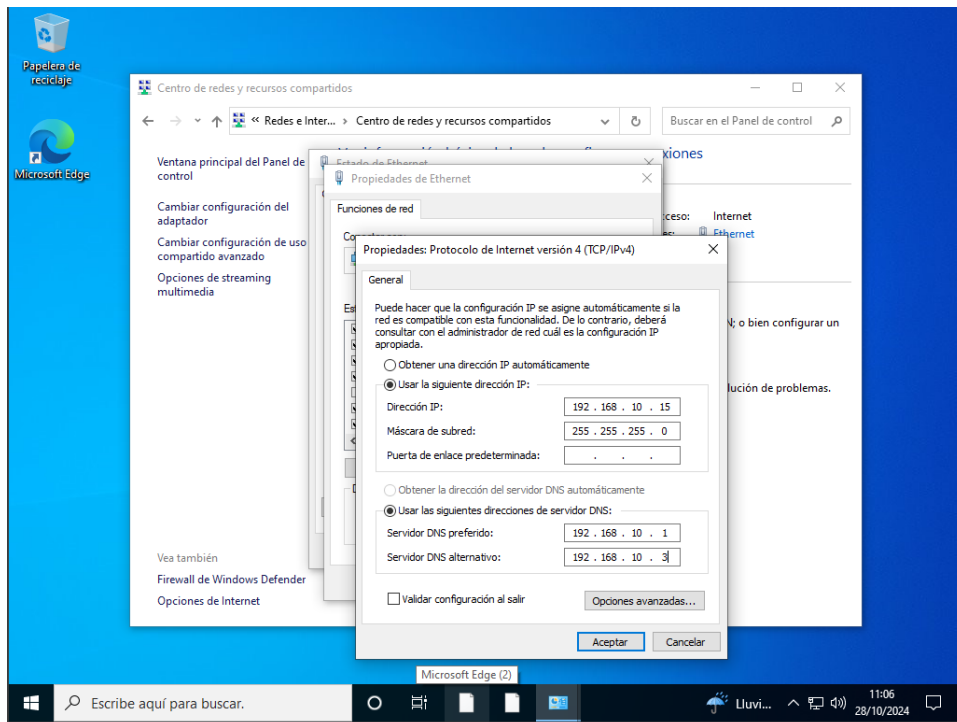 Papelera de
reciclaje
Microsoft Edge
Centro de redes y recursos compartidos
« Redes e Inter... > Centro de redes y recursos compartidos
Buscar en el Panel de control
Ventana principal del Panel de
control
Cambiar configuración del
adaptador
Cambiar configuración de uso
compartido avanzado
Opciones de streaming
multimedia
Vea también
Firewall de Windows Defender
Opciones de Internet
xiones
cceso: Internet
Ethernet
N; o bien configurar un
lución de problemas.
Estado de Ethernet
Propiedades de Ethernet
Funciones de red
Propiedades: Protocolo de Internet versión 4 (TCP/IPv4)
General
Puede hacer que la configuración IP se asigne automáticamente si la
red es compatible con esta funcionalidad. De lo contrario, deberá
consultar con el administrador de red cuál es la configuración IP
apropiada.
Obtener una dirección IP automáticamente
Usar la siguiente dirección IP:
Dirección IP: 192 . 168 . 10 . 15
Máscara de subred: 255 . 255 . 255 . 0
Puerta de enlace predeterminada: . . .
Obtener la dirección del servidor DNS automáticamente
Usar las siguientes direcciones de servidor DNS:
Servidor DNS preferido: 192 . 168 . 10 . 1
Servidor DNS alternativo: 192 . 168 . 10 . 3
Validar configuración al salir
Opciones avanzadas...
Aceptar
Cancelar
Microsoft Edge (2)
Escribe aquí para buscar.
Lluvi...
11:06
28/10/2024